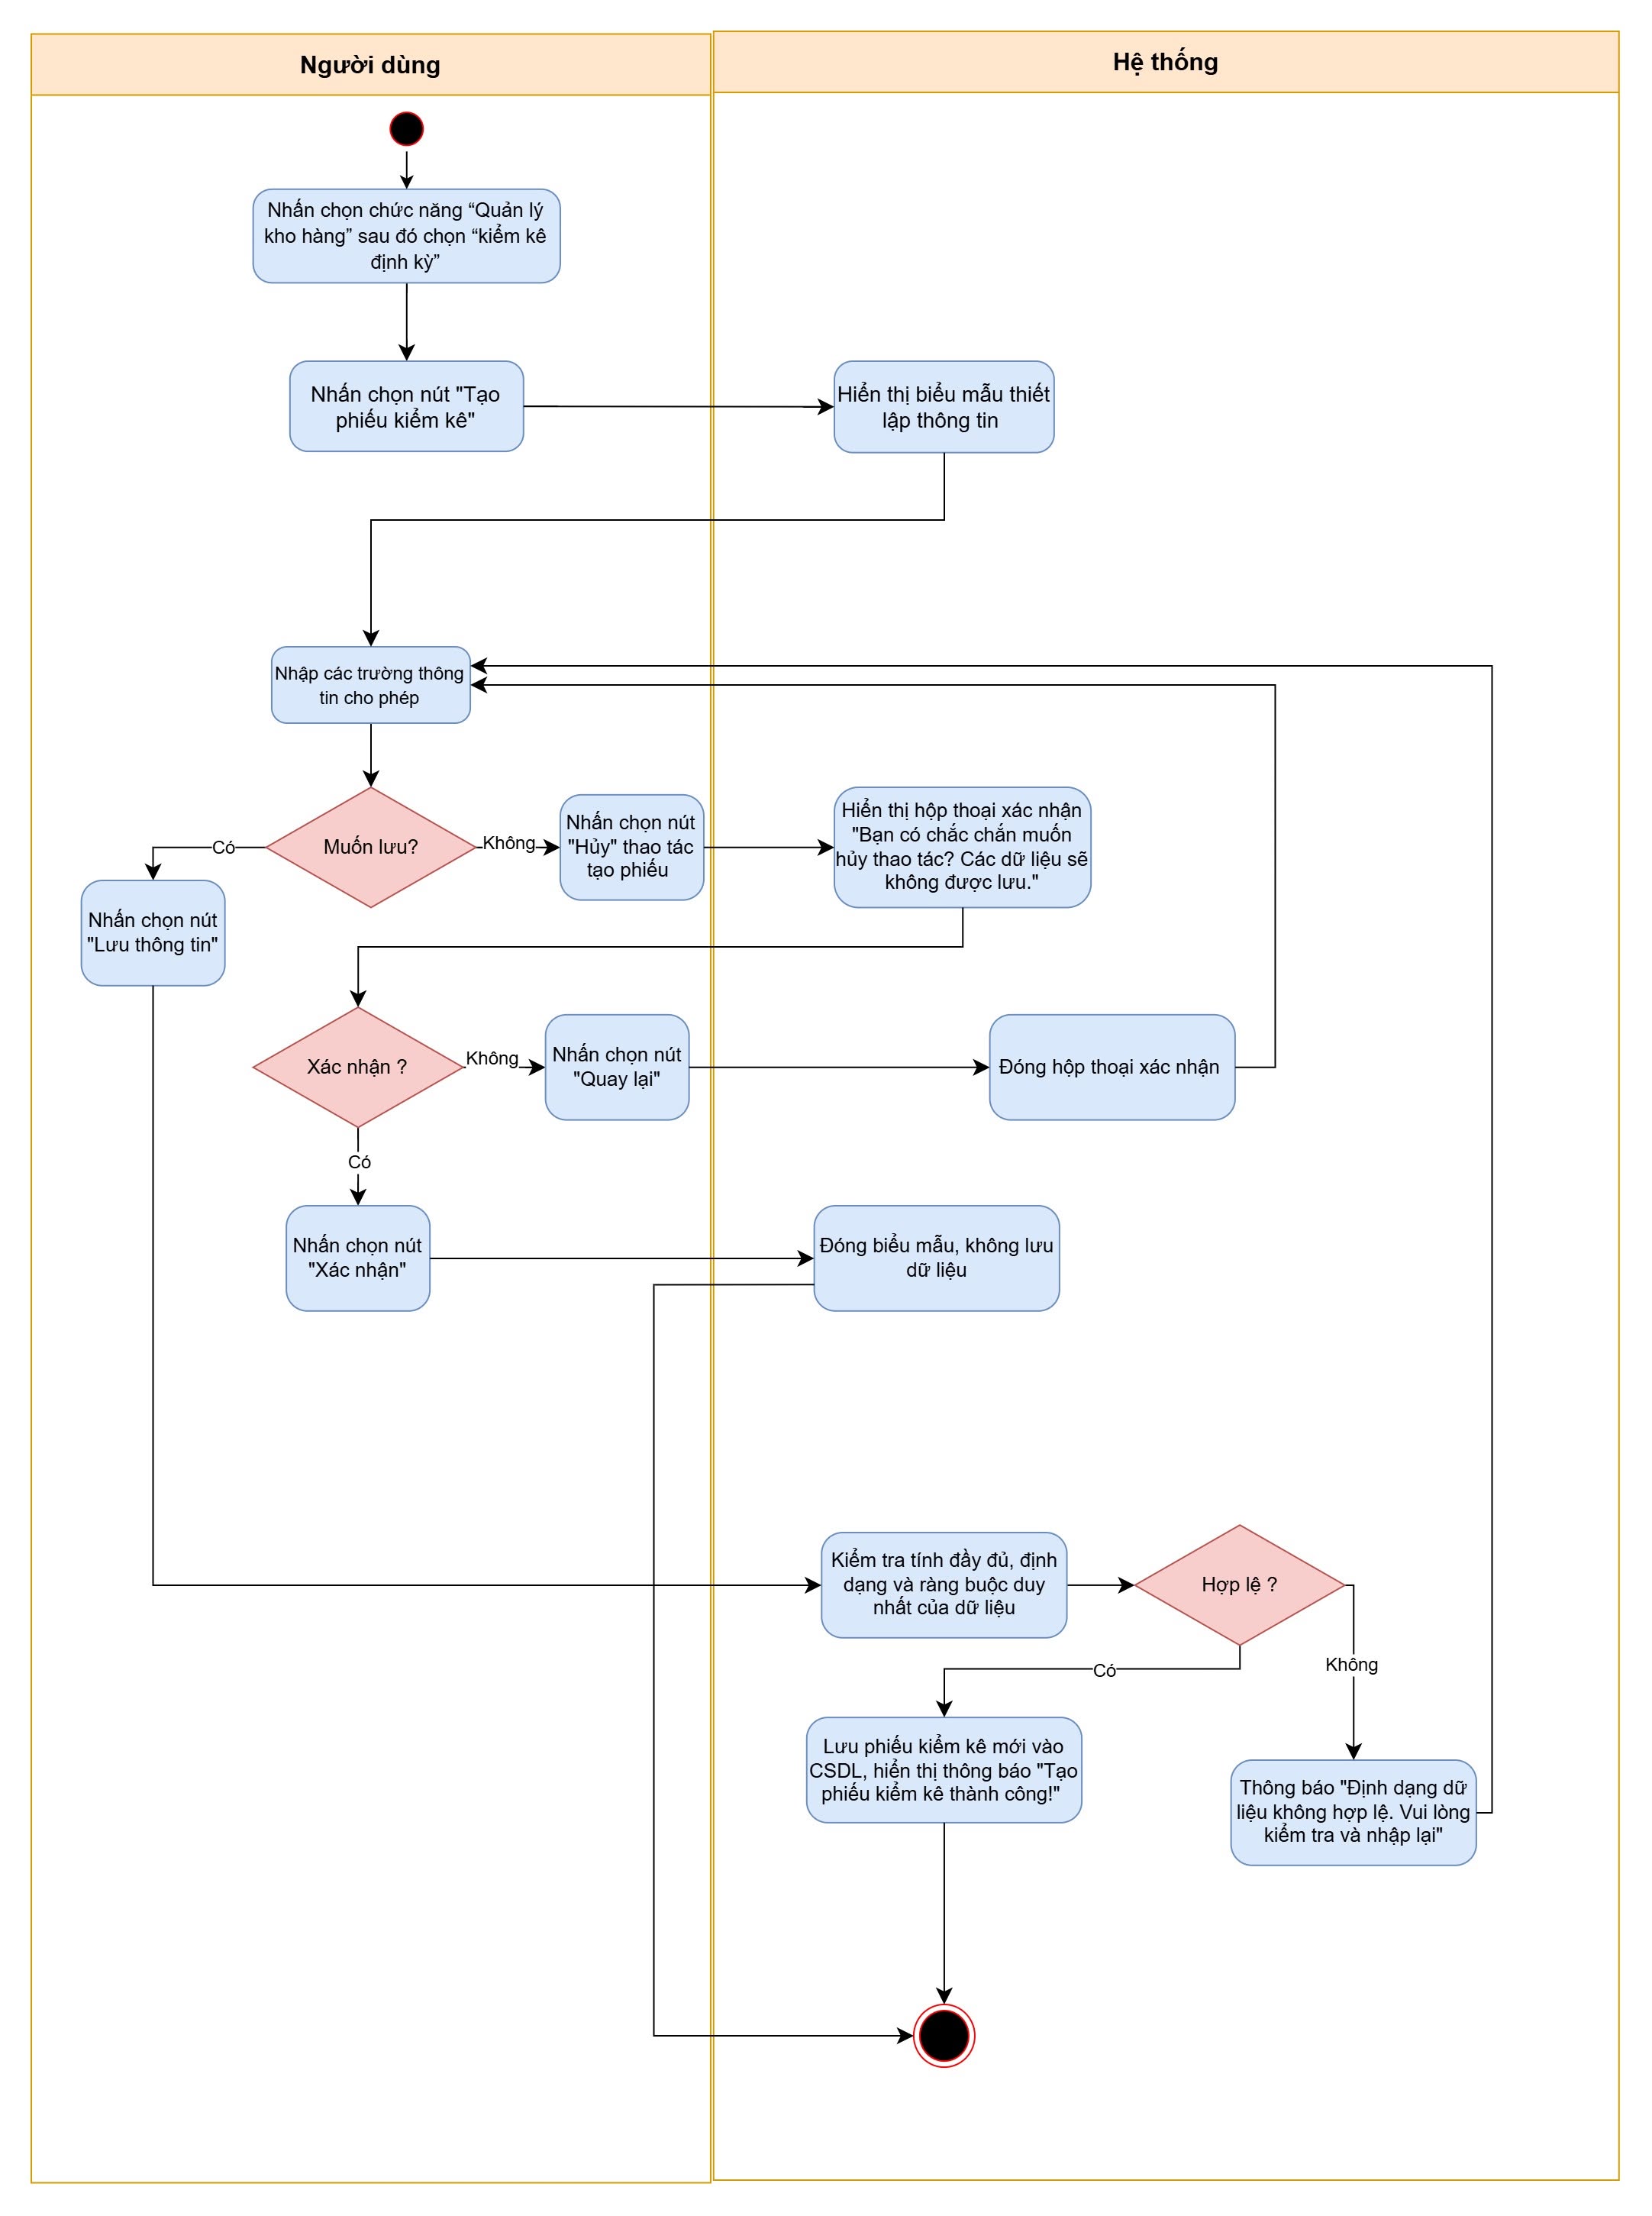 Người dùng
Hệ thống
Nhấn chọn chức năng “Quản lý
kho hàng” sau đó chọn “kiểm kê
định kỳ”
Nhấn chọn nút "Tạo
phiếu kiểm kê"
Hiển thị biểu mẫu thiết
lập thông tin
Nhập các trường thông
tin cho phép
Muốn lưu?
Có
Không
Nhấn chọn nút
"Hủy" thao tác
tạo phiếu
Hiển thị hộp thoại xác nhận
"Bạn có chắc chắn muốn
hủy thao tác? Các dữ liệu sẽ
không được lưu."
Nhấn chọn nút
"Lưu thông tin"
Xác nhận ?
Không
Nhấn chọn nút
"Quay lại"
Đóng hộp thoại xác nhận
Có
Nhấn chọn nút
"Xác nhận"
Đóng biểu mẫu, không lưu
dữ liệu
Kiểm tra tính đầy đủ, định
dạng và ràng buộc duy
nhất của dữ liệu
Hợp lệ ?
Có
Không
Lưu phiếu kiểm kê mới vào
CSDL, hiển thị thông báo "Tạo
phiếu kiểm kê thành công!"
Thông báo "Định dạng dữ
liệu không hợp lệ. Vui lòng
kiểm tra và nhập lại"